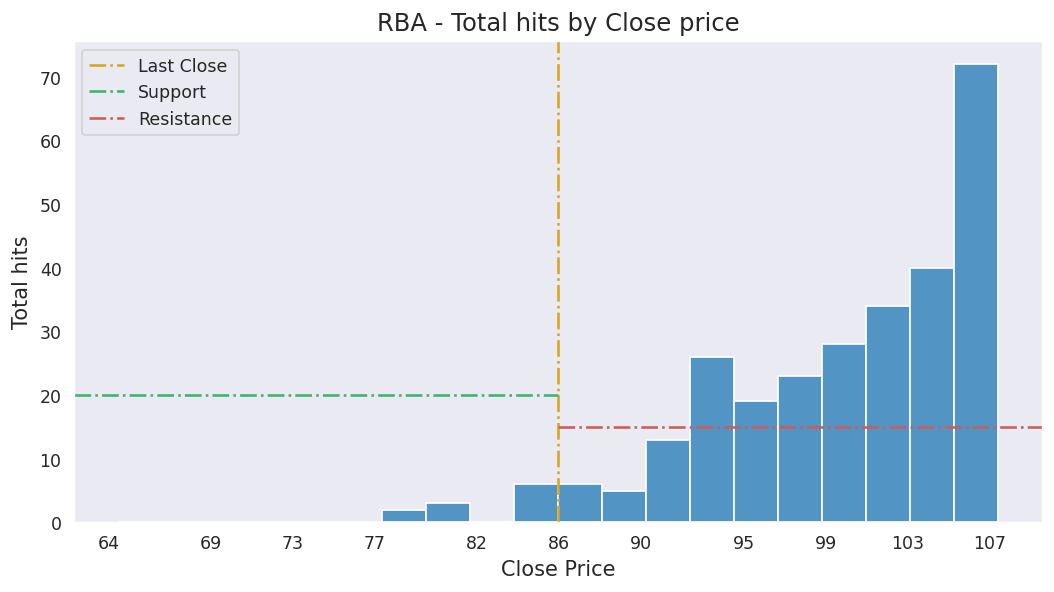 RBA - Total hits by Close price
Last Close
Support
Resistance
Total hits
70
60
50
40
30
20
10
0
64 69 73 77 82 86 90 95 99 103 107
Close Price